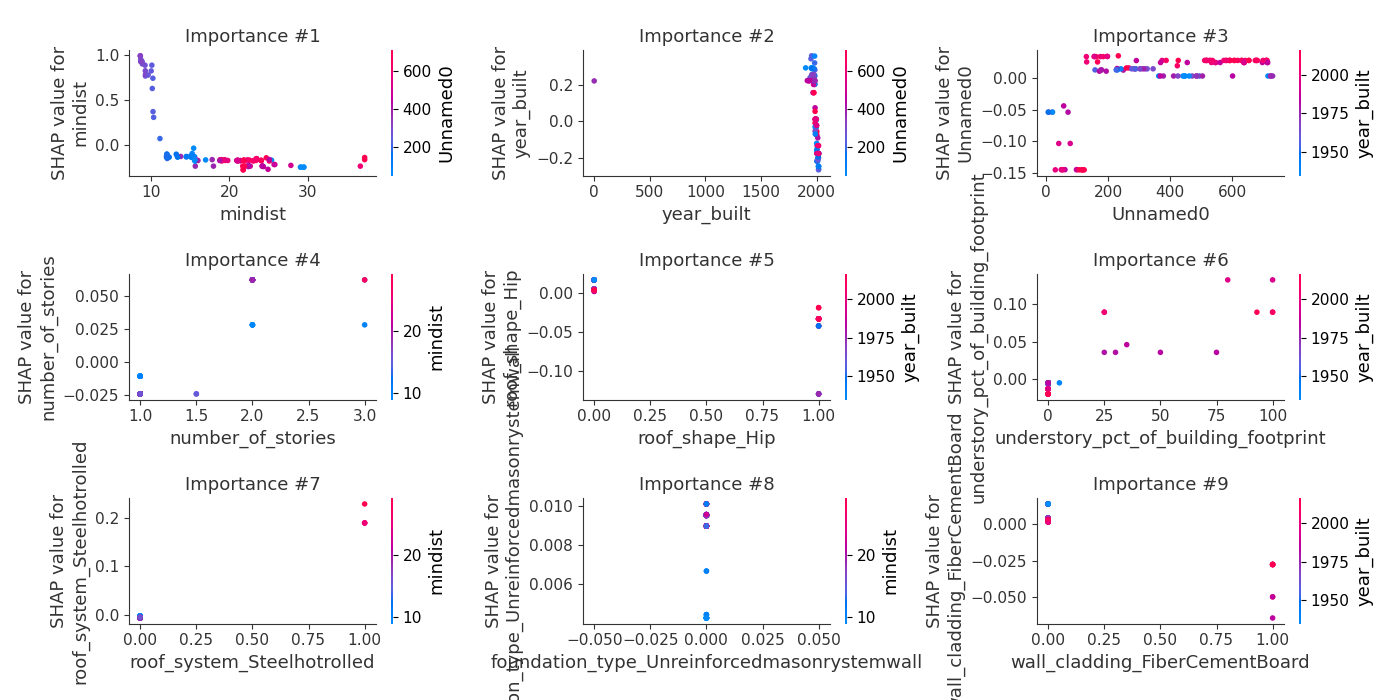 Importance #1
SHAP value for
mindist
1.0
0.5
0.0
10
20
30
mindist
600
400
200
Unnamed0
Importance #2
SHAP value for
year_built
0.2
0.0
−0.2
0
500
1000
1500
2000
year_built
600
400
200
Unnamed0
Importance #3
SHAP value for
Unnamed0
0.00
−0.05
−0.10
−0.15
0
200
400
600
Unnamed0
2000
1975
1950
year_built
Importance #4
SHAP value for
number_of_stories
0.050
0.025
0.000
−0.025
1.0
1.5
2.0
2.5
3.0
number_of_stories
20
10
mindist
Importance #5
SHAP value for
roof_shape_Hip
0.00
−0.05
−0.10
0.00
0.25
0.50
0.75
1.00
roof_shape_Hip
2000
1975
1950
year_built
Importance #6
SHAP value for
understory_pct_of_building_footprint
0.10
0.05
0.00
0
25
50
75
100
understory_pct_of_building_footprint
2000
1975
1950
year_built
Importance #7
SHAP value for
roof_system_Steelhotrolled
0.2
0.1
0.0
0.00
0.25
0.50
0.75
1.00
roof_system_Steelhotrolled
20
10
mindist
Importance #8
SHAP value for
on_type_Unreinforcedmasonrystemwall
0.010
0.008
0.006
−0.050
−0.025
0.000
0.025
0.050
foundation_type_Unreinforcedmasonrystemwall
20
10
mindist
Importance #9
SHAP value for
wall_cladding_FiberCementBoard
0.000
−0.025
−0.050
0.00
0.25
0.50
0.75
1.00
wall_cladding_FiberCementBoard
2000
1975
1950
year_built